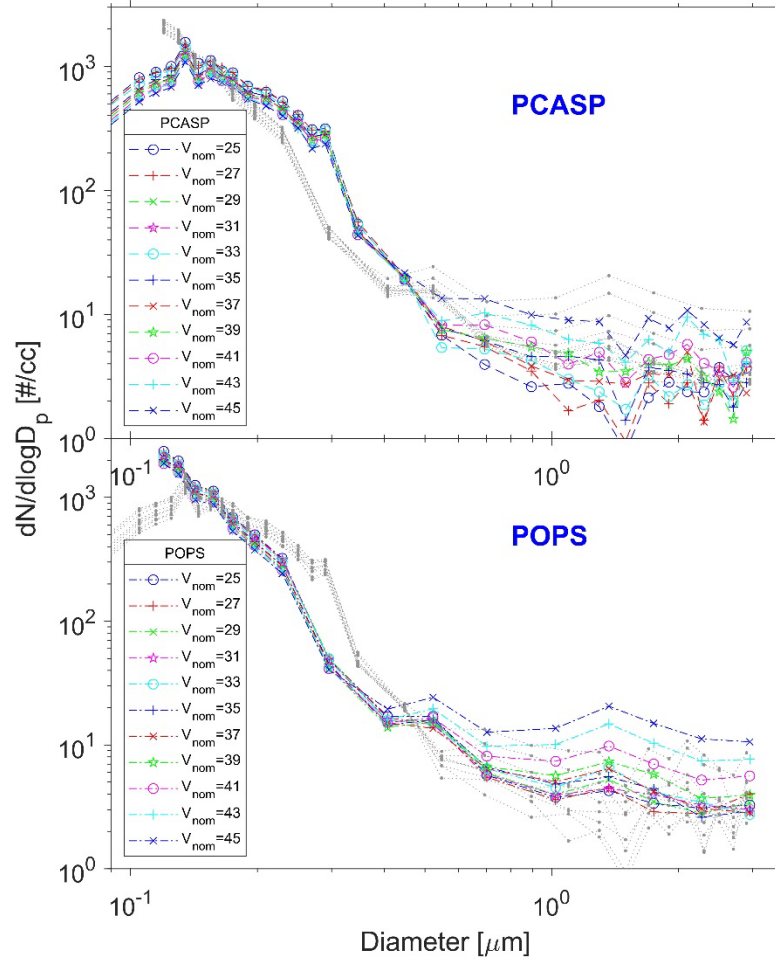 10^3
PCASP
PCASP
V_nom=25
V_nom=27
V_nom=29
V_nom=31
V_nom=33
V_nom=35
V_nom=37
V_nom=39
V_nom=41
V_nom=43
V_nom=45
10^2
10^1
10^0
10^-1
10^0
dN/dlogD_p [#/cc]
10^3
POPS
POPS
V_nom=25
V_nom=27
V_nom=29
V_nom=31
V_nom=33
V_nom=35
V_nom=37
V_nom=39
V_nom=41
V_nom=43
V_nom=45
10^2
10^1
10^0
10^-1
10^0
Diameter [μm]